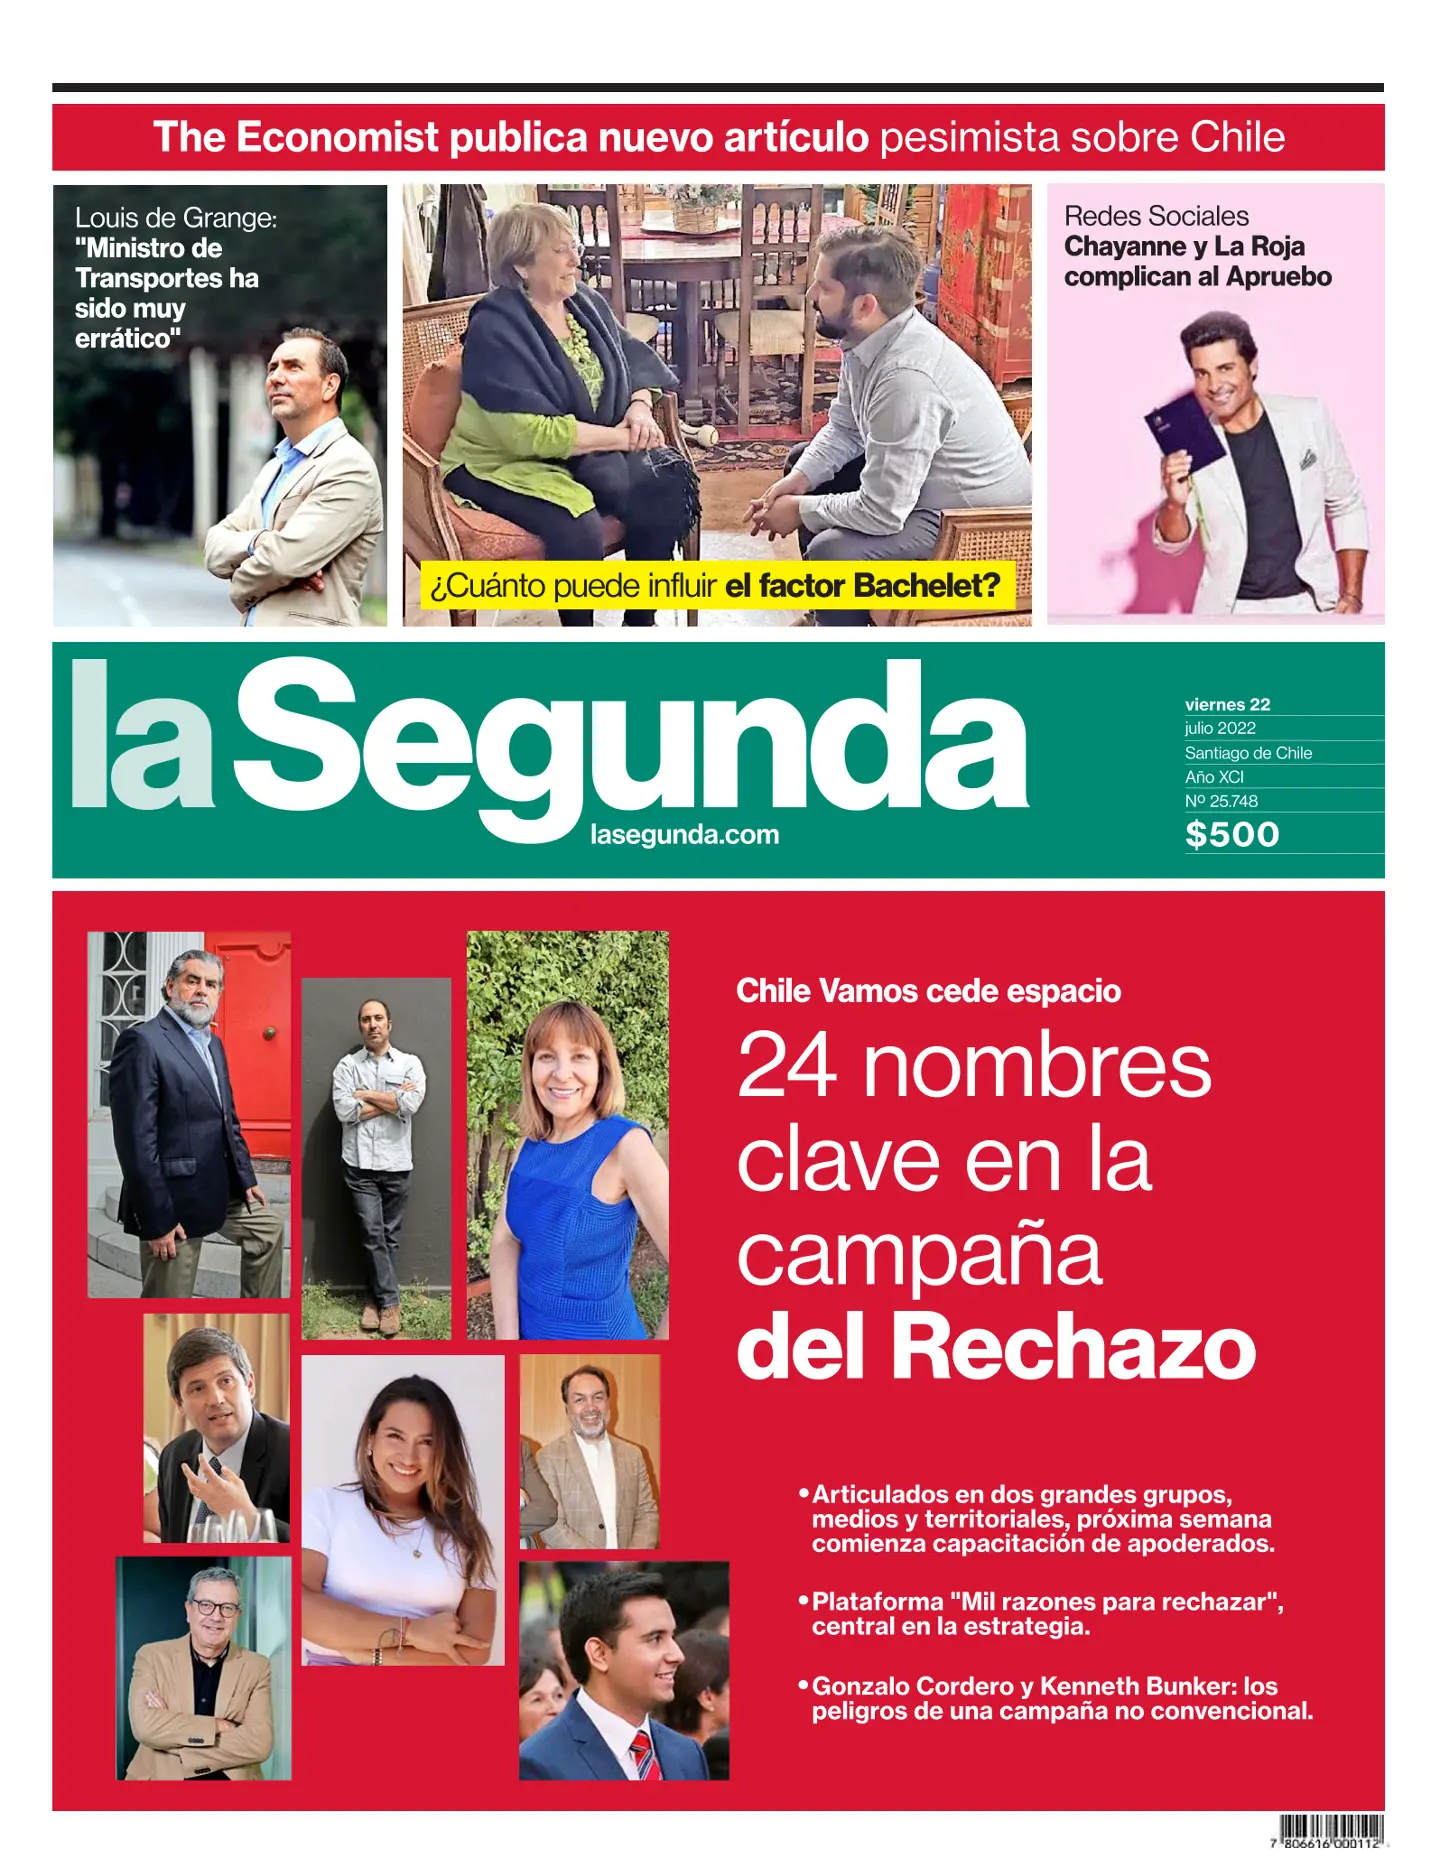 The Economist publica nuevo artículo pesimista sobre Chile
Louis de Grange:
"Ministro de
Transportes ha
sido muy
errático"
¿Cuánto puede influir el factor Bachelet?
Redes Sociales
Chayanne y La Roja
complican al Apruebo
la Segunda
lasegunda.com
viernes 22
julio 2022
Santiago de Chile
Año XCI
Nº 25.748
$500
Chile Vamos cede espacio
24 nombres
clave en la
campaña
del Rechazo
• Articulados en dos grandes grupos,
medios y territoriales, próxima semana
comienza capacitación de apoderados.
• Plataforma "Mil razones para rechazar",
central en la estrategia.
• Gonzalo Cordero y Kenneth Bunker: los
peligros de una campaña no convencional.
7 806616 000112